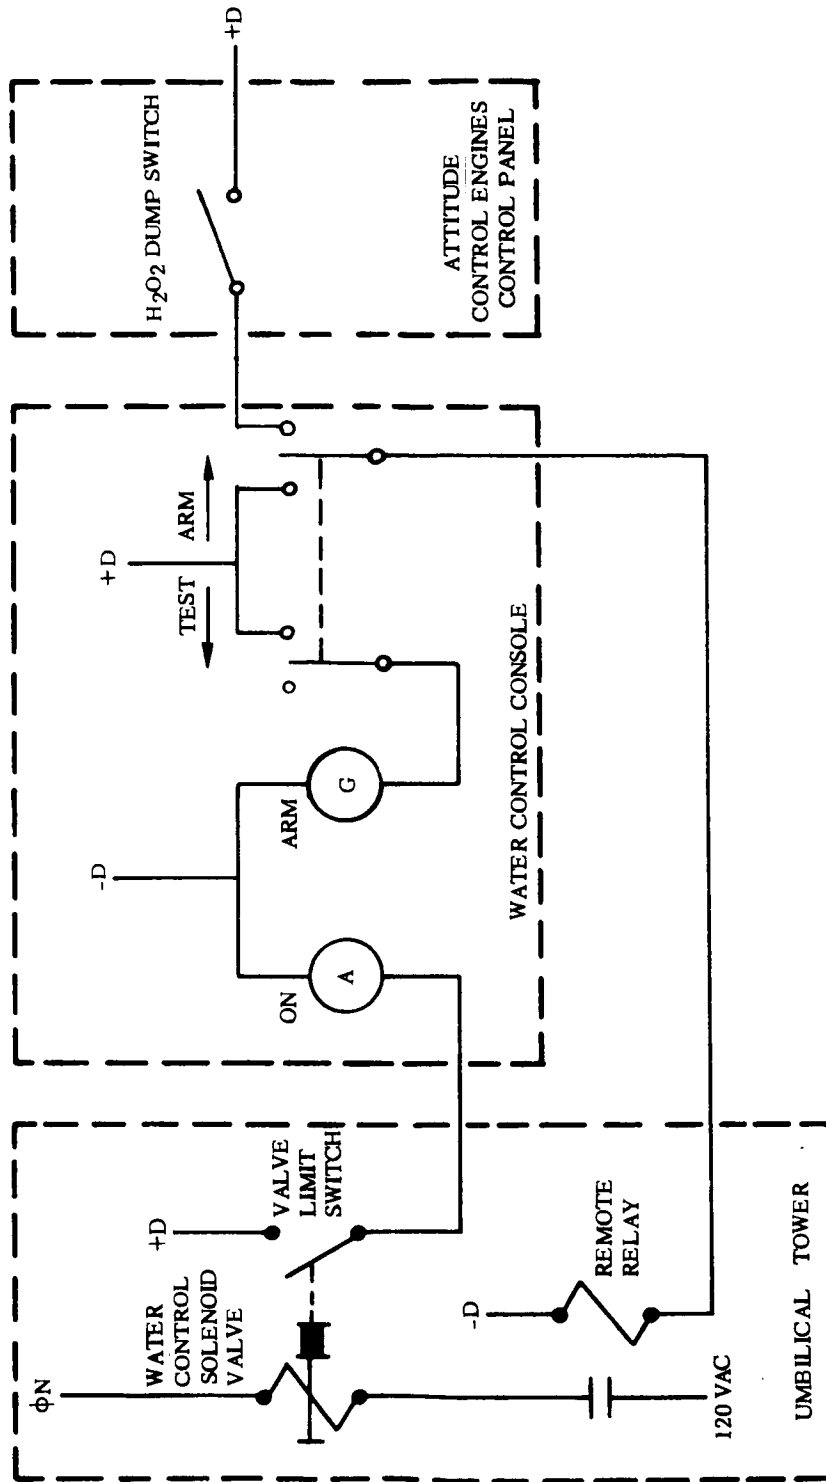 ΦN
WATER
CONTROL
SOLENOID
VALVE
+D
VALVE
LIMIT
SWITCH
-D
REMOTE
RELAY
120 VAC
UMBILICAL TOWER
-D
ON
A
ARM
G
+D
TEST
ARM
WATER CONTROL CONSOLE
H₂O₂ DUMP SWITCH
+D
ATTITUDE
CONTROL ENGINES
CONTROL PANEL